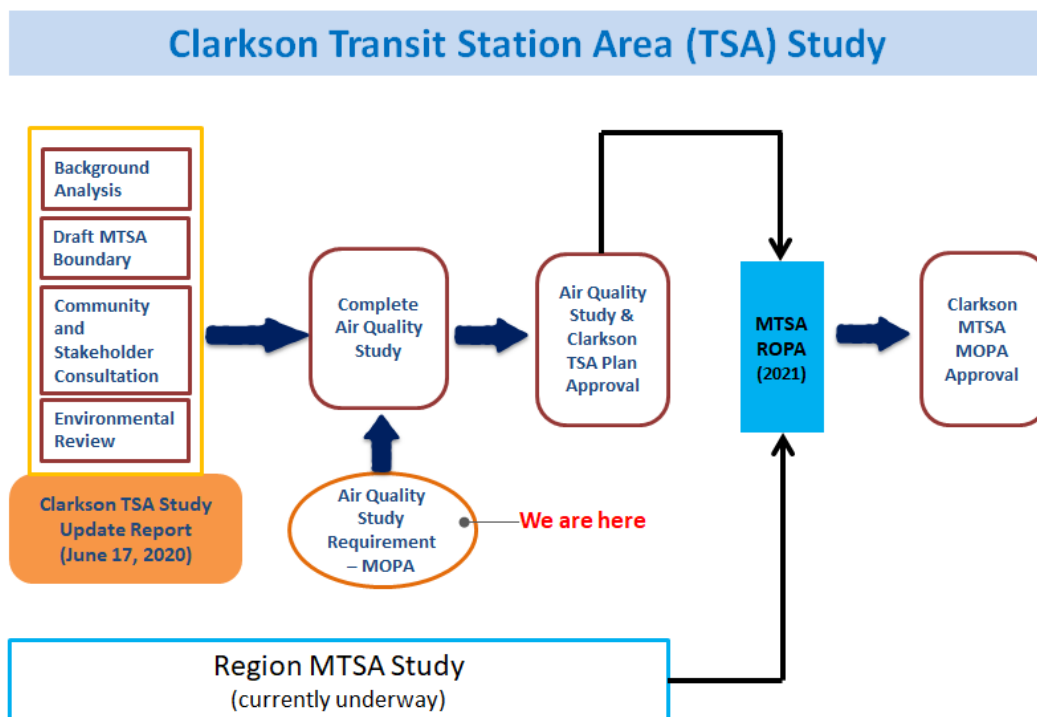 Clarkson Transit Station Area (TSA) Study
Background
Analysis
Draft MTSA
Boundary
Community
and
Stakeholder
Consultation
Environmental
Review
Clarkson TSA Study
Update Report
(June 17, 2020)
Complete
Air Quality
Study
Air Quality
Study
Requirement
– MOPA
We are here
Air Quality
Study &
Clarkson
TSA Plan
Approval
MTSA
ROPA
(2021)
Clarkson
MTSA
MOPA
Approval
Region MTSA Study
(currently underway)